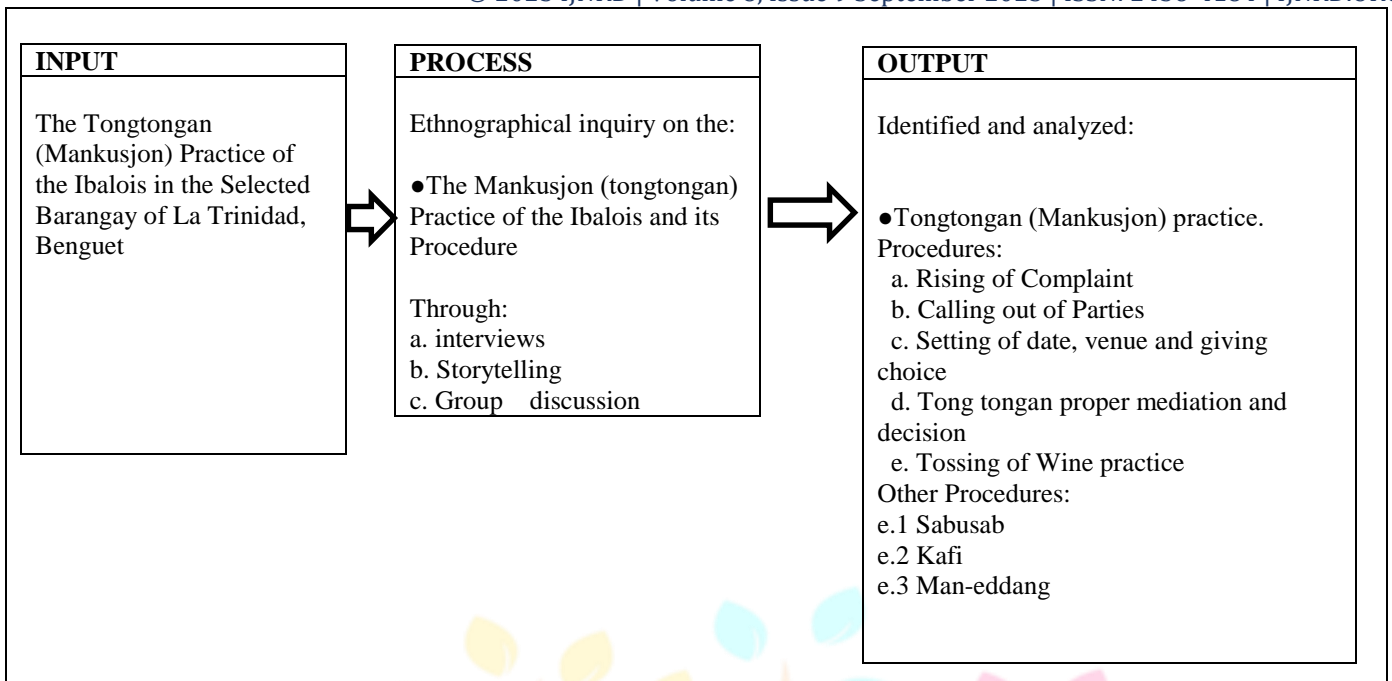 INPUT
The Tongtongan
(Mankusjon) Practice of
the Ibalois in the Selected
Barangay of La Trinidad,
Benguet
PROCESS
Ethnographical inquiry on the:
●The Mankusjon (tongtongan)
Practice of the Ibalois and its
Procedure
Through:
a. interviews
b. Storytelling
c. Group discussion
OUTPUT
Identified and analyzed:
●Tongtongan (Mankusjon) practice.
Procedures:
a. Rising of Complaint
b. Calling out of Parties
c. Setting of date, venue and giving
choice
d. Tong tongan proper mediation and
decision
e. Tossing of Wine practice
Other Procedures:
e.1 Sabusab
e.2 Kafi
e.3 Man-eddang